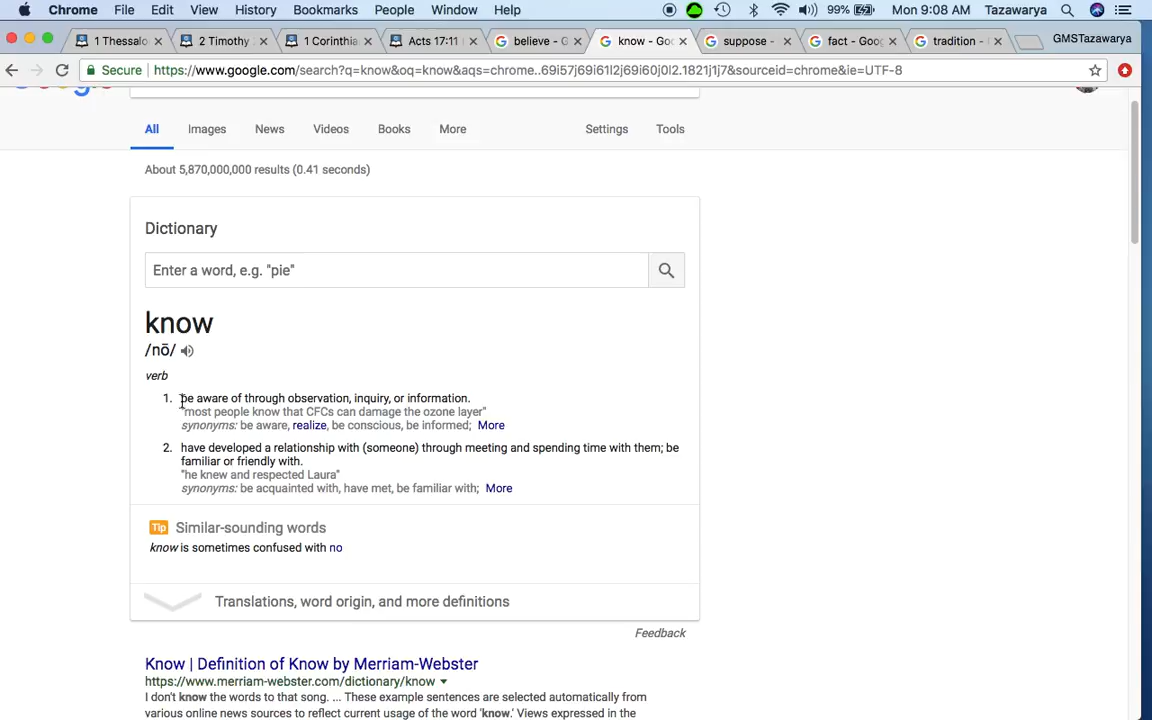 Chrome File Edit View History Bookmarks People Window Help 99% Mon 9:08 AM Tazawarya
1 Thessalo 2 Timothy 1 Corinthia Acts 17:11 believe - G know - Goo suppose - fact - Goog tradition - GMSTazawarya
Secure https://www.google.com/search?q=know&oq=know&aqs=chrome..69i57j69i61l2j69i60j0l2.1821j1j7&sourceid=chrome&ie=UTF-8
All Images News Videos Books More Settings Tools
About 5,870,000,000 results (0.41 seconds)
Dictionary
Enter a word, e.g. "pie"
know
/nō/
verb
1. be aware of through observation, inquiry, or information.
"most people know that CFCs can damage the ozone layer"
synonyms: be aware, realize, be conscious, be informed; More
2. have developed a relationship with (someone) through meeting and spending time with them; be
familiar or friendly with.
"he knew and respected Laura"
synonyms: be acquainted with, have met, be familiar with; More
Tip Similar-sounding words
know is sometimes confused with no
Translations, word origin, and more definitions
Feedback
Know | Definition of Know by Merriam-Webster
https://www.merriam-webster.com/dictionary/know
I don't know the words to that song. ... These example sentences are selected automatically from
various online news sources to reflect current usage of the word 'know.' Views expressed in the